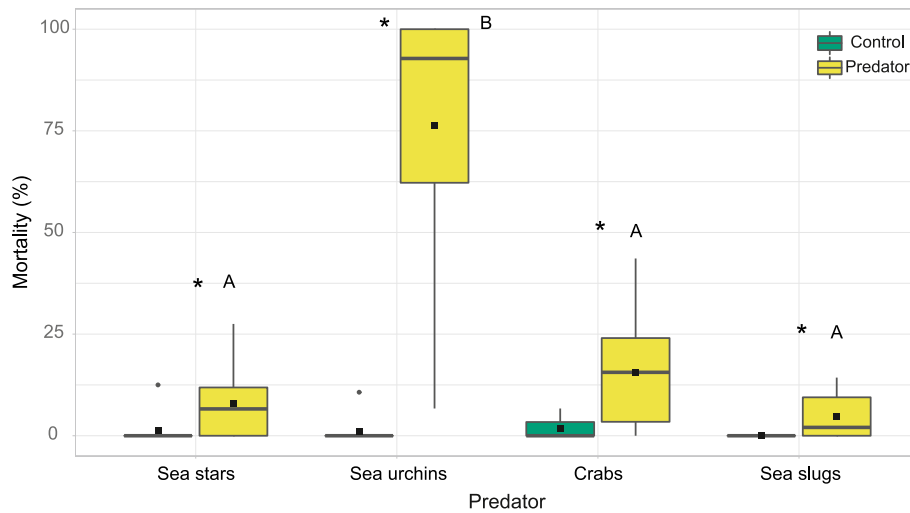 100
75
50
25
0
Mortality (%)
* A
* B
* A
* A
Control
Predator
Sea stars
Sea urchins
Crabs
Sea slugs
Predator